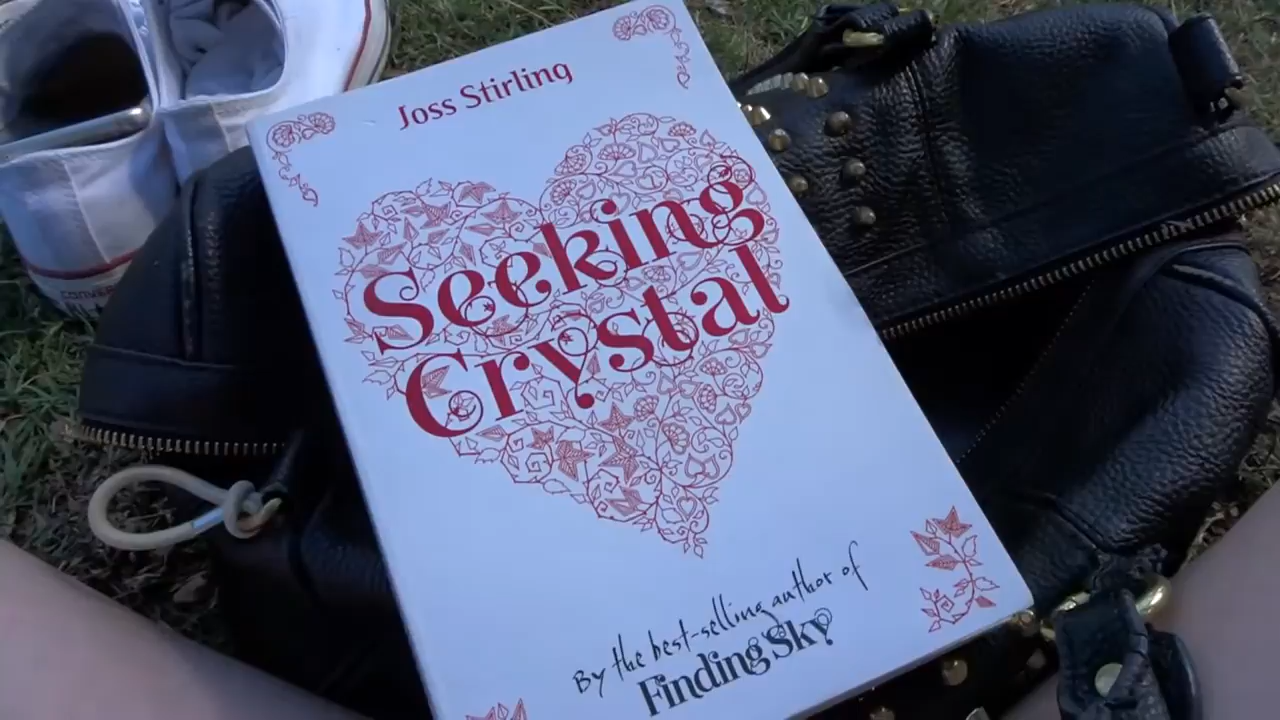 Joss Stirling
Seeking
Crystal
By the best-selling author of
Finding Sky